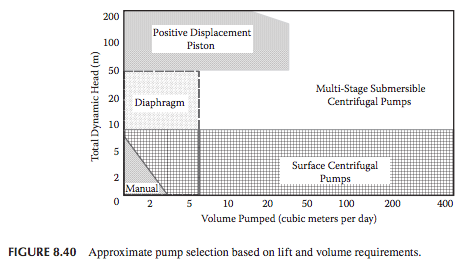 200
100
50
20
10
5
2
0
Total Dynamic Head (m)
Positive Displacement
Piston
Diaphragm
Multi-Stage Submersible
Centrifugal Pumps
Surface Centrifugal
Pumps
Manual
2 5 10 20 50 100 200 400
Volume Pumped (cubic meters per day)
FIGURE 8.40 Approximate pump selection based on lift and volume requirements.